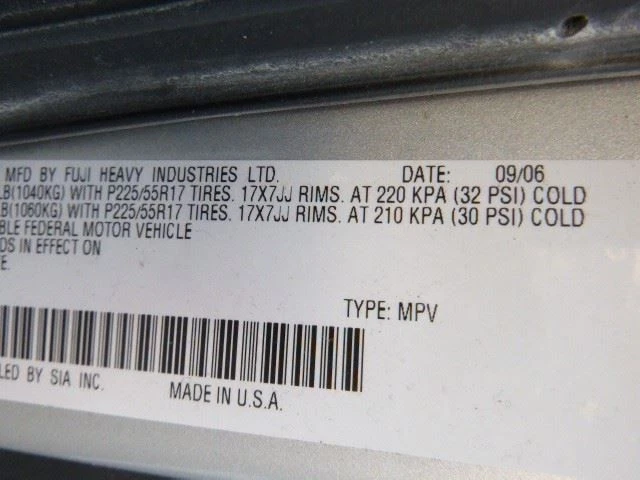 MFD BY FUJI HEAVY INDUSTRIES LTD. DATE: 09/06
LB(1040KG) WITH P225/55R17 TIRES. 17X7JJ RIMS. AT 220 KPA (32 PSI) COLD
LB(1060KG) WITH P225/55R17 TIRES. 17X7JJ RIMS. AT 210 KPA (30 PSI) COLD
BLE FEDERAL MOTOR VEHICLE
DS IN EFFECT ON
E.
TYPE: MPV
LED BY SIA INC.
MADE IN U.S.A.